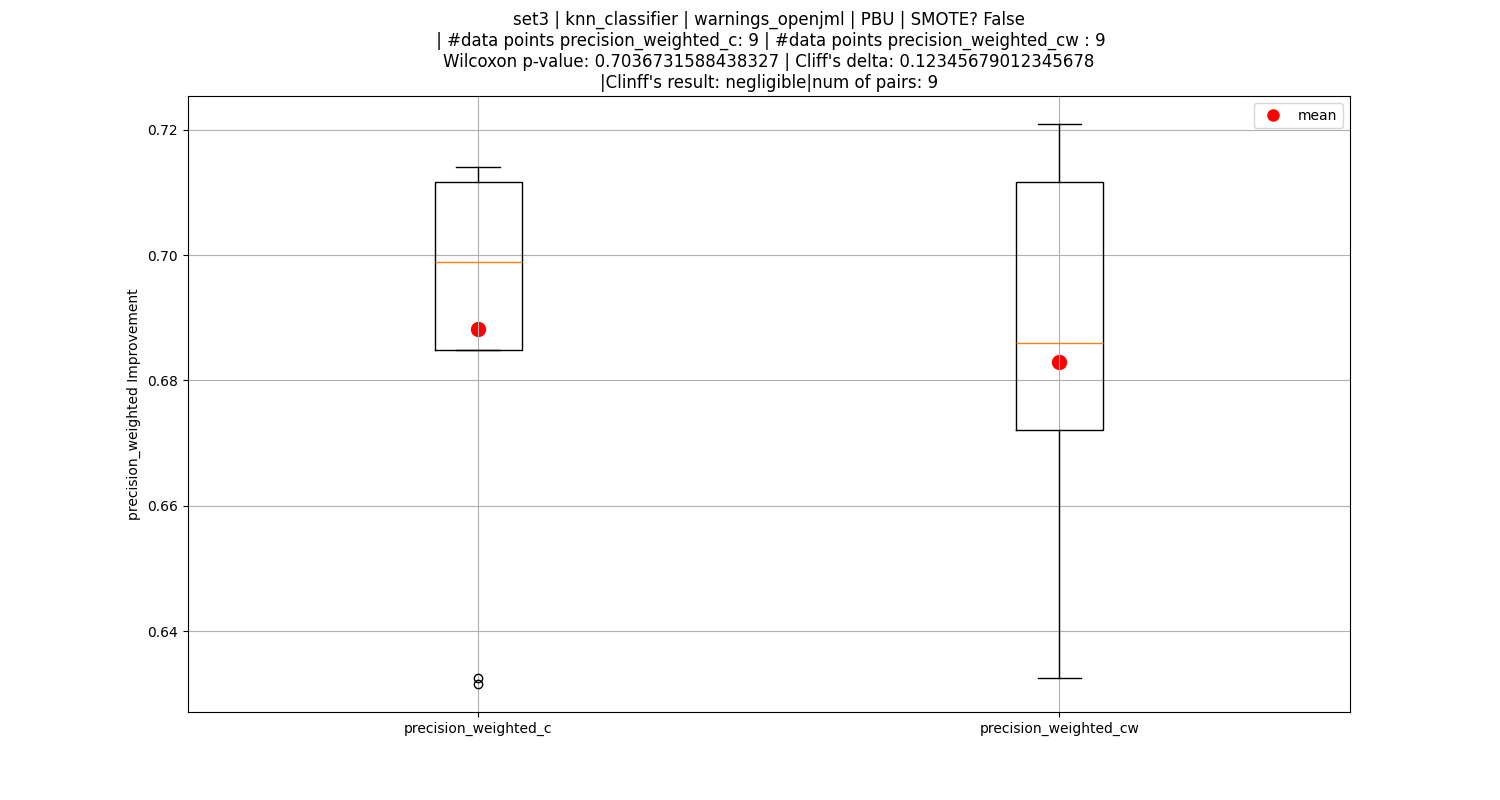 set3 | knn_classifier | warnings_openjml | PBU | SMOTE? False
| #data points precision_weighted_c: 9 | #data points precision_weighted_cw : 9
Wilcoxon p-value: 0.7036731588438327 | Cliff's delta: 0.12345679012345678
|Clinff's result: negligible|num of pairs: 9
mean
precision_weighted Improvement
0.72
0.70
0.68
0.66
0.64
precision_weighted_c
precision_weighted_cw